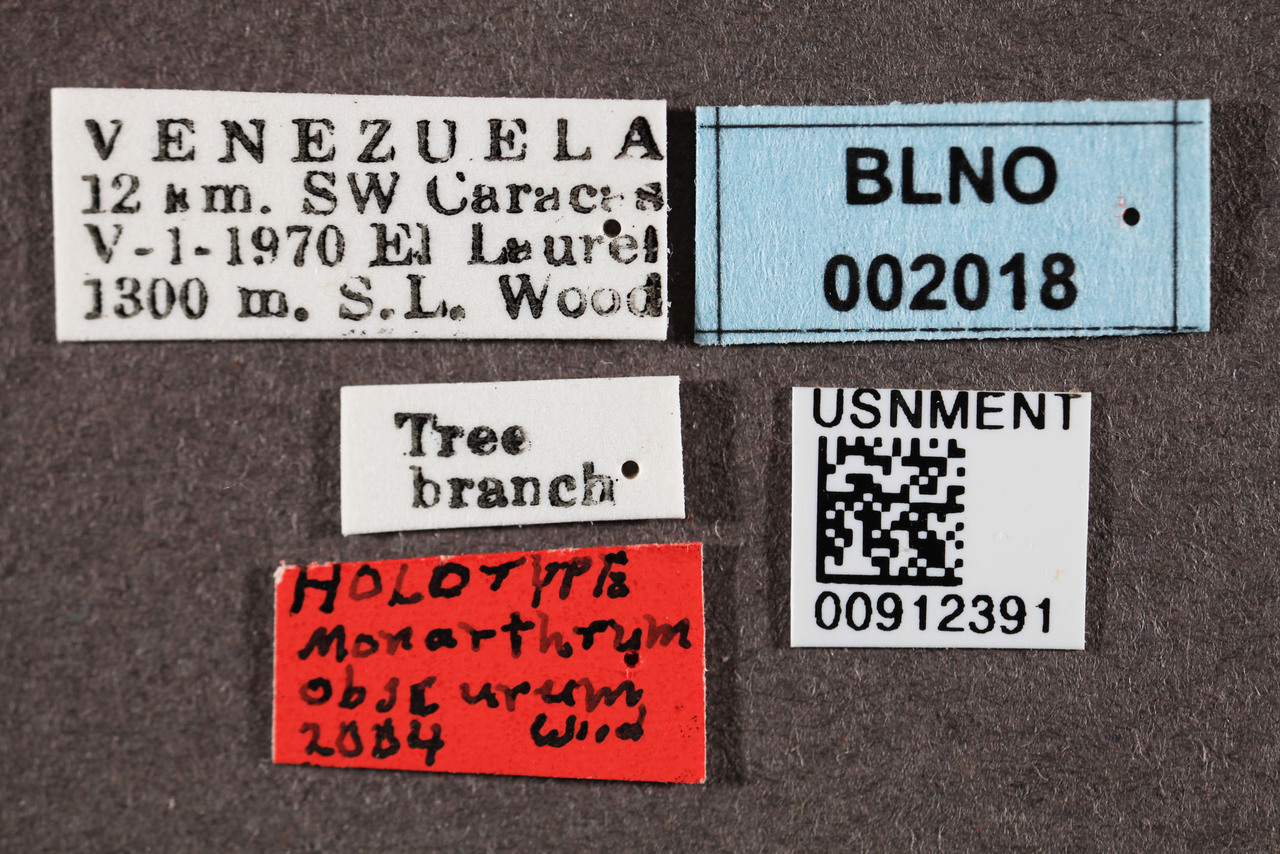 VENEZUELA
12 km. SW Caracas
V-1-1970 El Laurel
1300 m. S.L. Wood
BLNO
002018
Tree
branch
USNMENT
00912391
HOLOTYPE
Monarthrum
obscurum
2004 Wood